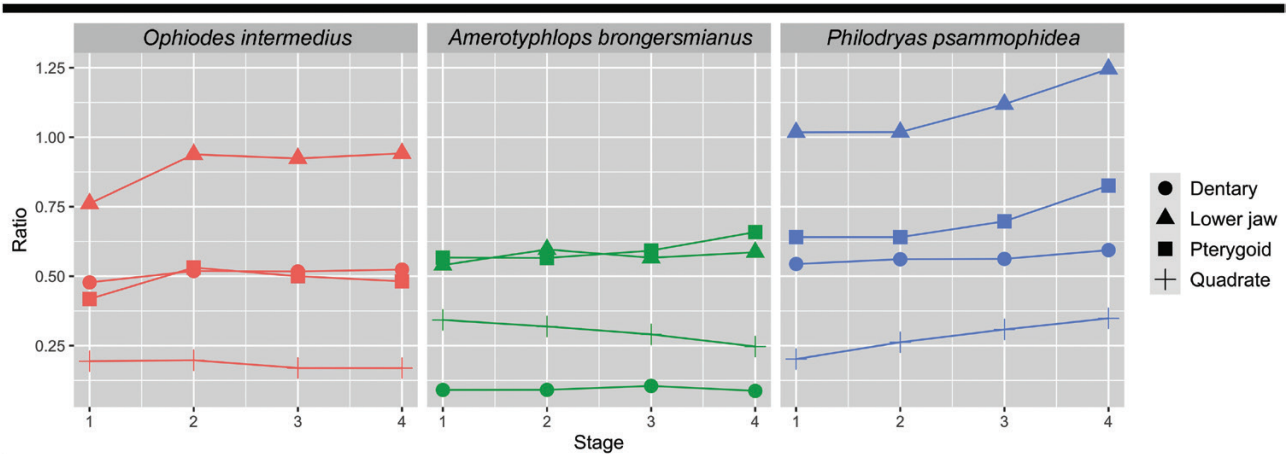 Ophiodes intermedius
Amerotyphlops brongersmianus
Philodryas psammophidea
1.25
1.00
0.75
0.50
0.25
Ratio
1 2 3 4
1 2 3 4
1 2 3 4
Stage
Dentary
Lower jaw
Pterygoid
Quadrate